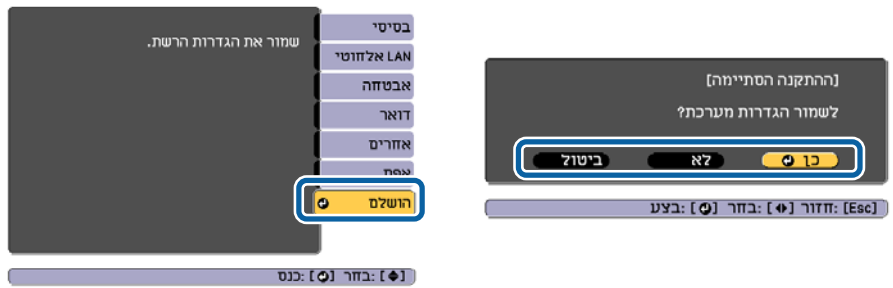 בסיסי
LAN אלחוטי
אבטחה
דואר
אחרים
אפס
הושלם
שמור את הגדרות הרשת.
[◆] :בחר [↵] :כנס
[ההתקנה הסתיימה]
לשמור הגדרות מערכת?
כן לא ביטול
[Esc] :חזור [◆] :בחר [↵] :בצע